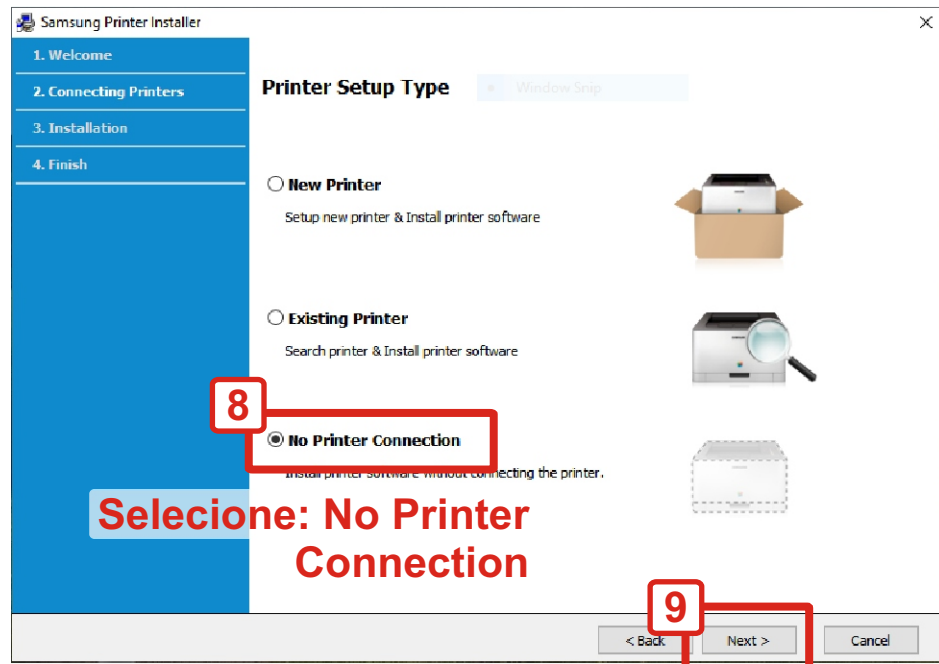 Samsung Printer Installer
1. Welcome
2. Connecting Printers
3. Installation
4. Finish
Printer Setup Type
Window Snip
New Printer
Setup new printer & Install printer software
Existing Printer
Search printer & Install printer software
8
No Printer Connection
Install printer software without connecting the printer.
Selecione: No Printer
Connection
9
< Back
Next >
Cancel